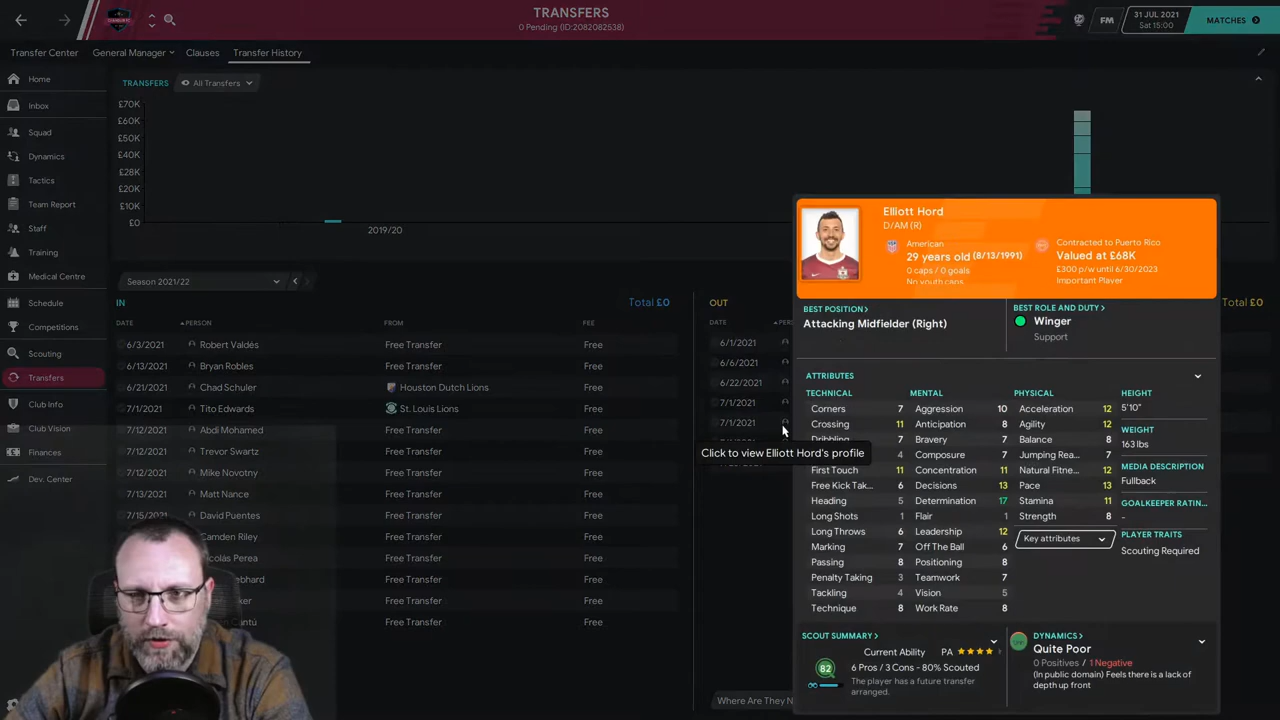 TRANSFERS
0 Pending (ID:2082082538)
FM
31 JUL 2021
Sat 15:00
MATCHES
Transfer Center
General Manager
Clauses
Transfer History
Home
Inbox
Squad
Dynamics
Tactics
Team Report
Staff
Training
Medical Centre
Schedule
Competitions
Scouting
Transfers
Club Info
Club Vision
Finances
Dev. Center
TRANSFERS
All Transfers
£70K
£60K
£50K
£40K
£28K
£20K
£10K
£0
2019/20
Season 2021/22
IN
Total £0
DATE
PERSON
FROM
FEE
6/3/2021 Robert Valdés Free Transfer Free
6/13/2021 Bryan Robles Free Transfer Free
6/21/2021 Chad Schuler Houston Dutch Lions Free
7/1/2021 Tito Edwards St. Louis Lions Free
7/12/2021 Abdi Mohamed Free Transfer Free
7/12/2021 Trevor Swartz Free Transfer Free
7/12/2021 Mike Novotny Free Transfer Free
7/13/2021 Matt Nance Free Transfer Free
7/15/2021 David Puentes Free Transfer Free
Camden Riley Free Transfer Free
Nicolás Perea Free Transfer Free
Free Transfer Free
Free Transfer Free
Free Transfer Free
OUT
Total £0
DATE
6/1/2021
6/6/2021
6/22/2021
7/1/2021
7/1/2021
Click to view Elliott Hord's profile
Elliott Hord
D/AM (R)
American
29 years old (8/13/1991)
0 caps / 0 goals
No youth caps
Contracted to Puerto Rico
Valued at £68K
£300 p/w until 6/30/2023
Important Player
BEST POSITION
Attacking Midfielder (Right)
BEST ROLE AND DUTY
Winger
Support
ATTRIBUTES
TECHNICAL
Corners 7
Crossing 11
Dribbling 7
4
First Touch 11
Free Kick Tak... 6
Heading 5
Long Shots 1
Long Throws 6
Marking 7
Passing 8
Penalty Taking 3
Tackling 4
Technique 8
MENTAL
Aggression 10
Anticipation 8
Bravery 7
Composure 7
Concentration 11
Decisions 13
Determination 17
Flair 1
Leadership 12
Off The Ball 6
Positioning 8
Teamwork 7
Vision 5
Work Rate 8
PHYSICAL
Acceleration 12
Agility 12
Balance 8
Jumping Rea... 7
Natural Fitne... 12
Pace 13
Stamina 11
Strength 8
Key attributes
HEIGHT
5'10"
WEIGHT
163 lbs
MEDIA DESCRIPTION
Fullback
GOALKEEPER RATIN...
-
PLAYER TRAITS
Scouting Required
SCOUT SUMMARY
82
Current Ability PA
6 Pros / 3 Cons - 80% Scouted
The player has a future transfer
arranged.
DYNAMICS
Quite Poor
0 Positives / 1 Negative
(In public domain) Feels there is a lack of
depth up front
Where Are They N